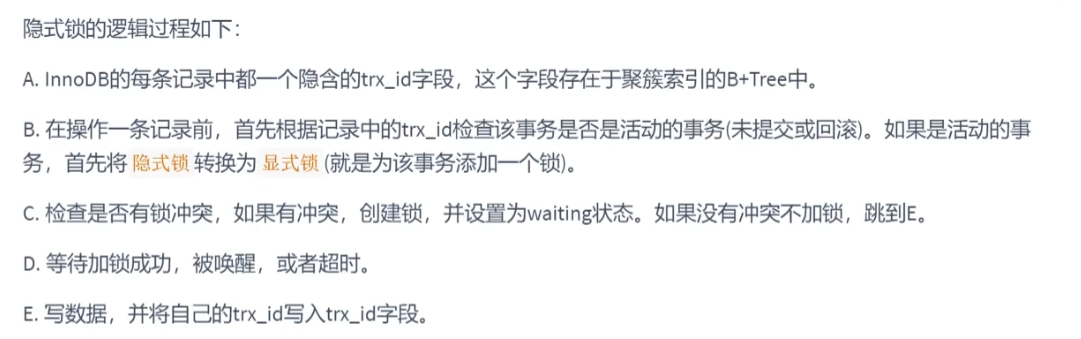 隐式锁的逻辑过程如下：
A. InnoDB的每条记录中都一个隐含的trx_id字段，这个字段存在于聚簇索引的B+Tree中。
B. 在操作一条记录前，首先根据记录中的trx_id检查该事务是否是活动的事务(未提交或回滚)。如果是活动的事
务，首先将 隐式锁 转换为 显式锁 (就是为该事务添加一个锁)。
C. 检查是否有锁冲突，如果有冲突，创建锁，并设置为waiting状态。如果没有冲突不加锁，跳到E。
D. 等待加锁成功，被唤醒，或者超时。
E. 写数据，并将自己的trx_id写入trx_id字段。